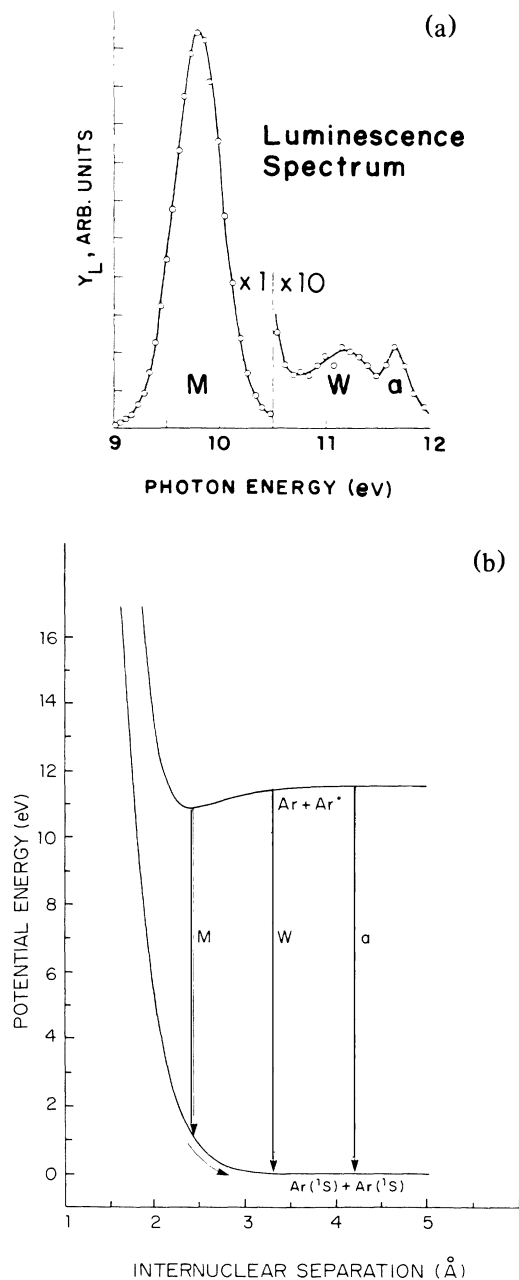 (a)
Luminescence
Spectrum
Y_L, ARB. UNITS
x1 x10
M
W
a
9
10
11
12
PHOTON ENERGY (eV)
(b)
16
14
12
10
8
6
4
2
0
POTENTIAL ENERGY (eV)
Ar + Ar*
M
W
a
Ar (¹S) + Ar (¹S)
1
2
3
4
5
INTERNUCLEAR SEPARATION (Å)